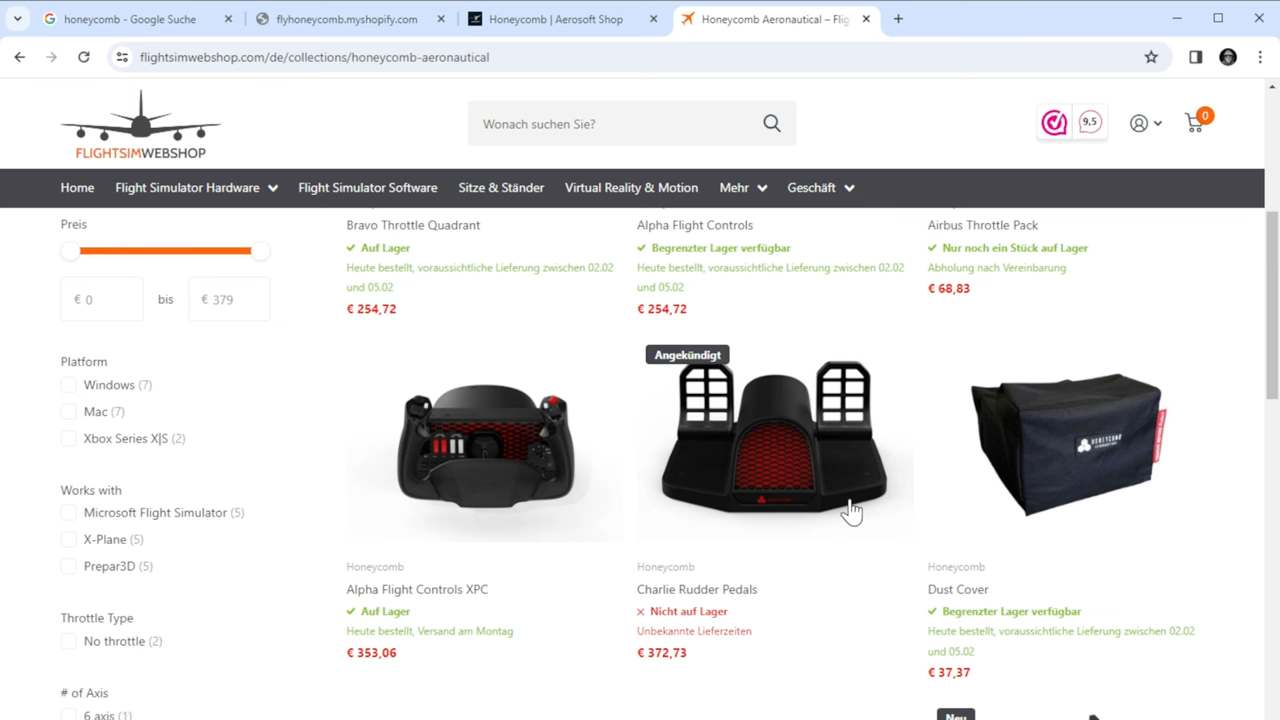 honeycomb - Google Suche
flyhoneycomb.myshopify.com
Honeycomb | Aerosoft Shop
Honeycomb Aeronautical – Flig
flightsimwebshop.com/de/collections/honeycomb-aeronautical
FLIGHTSIMWEBSHOP
Wonach suchen Sie?
9,5
0
Home
Flight Simulator Hardware
Flight Simulator Software
Sitze & Ständer
Virtual Reality & Motion
Mehr
Geschäft
Preis
€ 0
bis
€ 379
Platform
Windows (7)
Mac (7)
Xbox Series X|S (2)
Works with
Microsoft Flight Simulator (5)
X-Plane (5)
Prepar3D (5)
Throttle Type
No throttle (2)
# of Axis
6 axis (1)
Bravo Throttle Quadrant
Auf Lager
Heute bestellt, voraussichtliche Lieferung zwischen 02.02
und 05.02
€ 254,72
Alpha Flight Controls
Begrenzter Lager verfügbar
Heute bestellt, voraussichtliche Lieferung zwischen 02.02
und 05.02
€ 254,72
Airbus Throttle Pack
Nur noch ein Stück auf Lager
Abholung nach Vereinbarung
€ 68,83
Honeycomb
Alpha Flight Controls XPC
Auf Lager
Heute bestellt, Versand am Montag
€ 353,06
Angekündigt
Honeycomb
Charlie Rudder Pedals
Nicht auf Lager
Unbekannte Lieferzeiten
€ 372,73
HONEYCOMB
Honeycomb
Dust Cover
Begrenzter Lager verfügbar
Heute bestellt, voraussichtliche Lieferung zwischen 02.02
und 05.02
€ 37,37
Neu